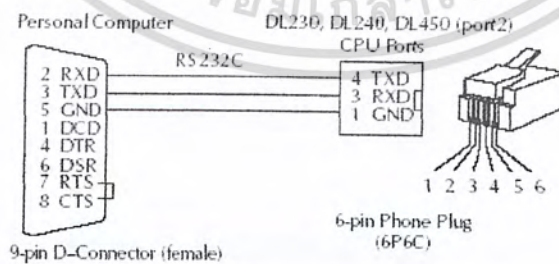 Personal Computer
DL230, DL240, DL450 (port2)
CPU Ports
RS232C
2 RXD
3 TXD
5 GND
1 DCD
4 DTR
6 DSR
7 RTS
8 CTS
4 TXD
3 RXD
1 GND
1 2 3 4 5 6
6-pin Phone Plug
(6P6C)
9-pin D-Connector (female)